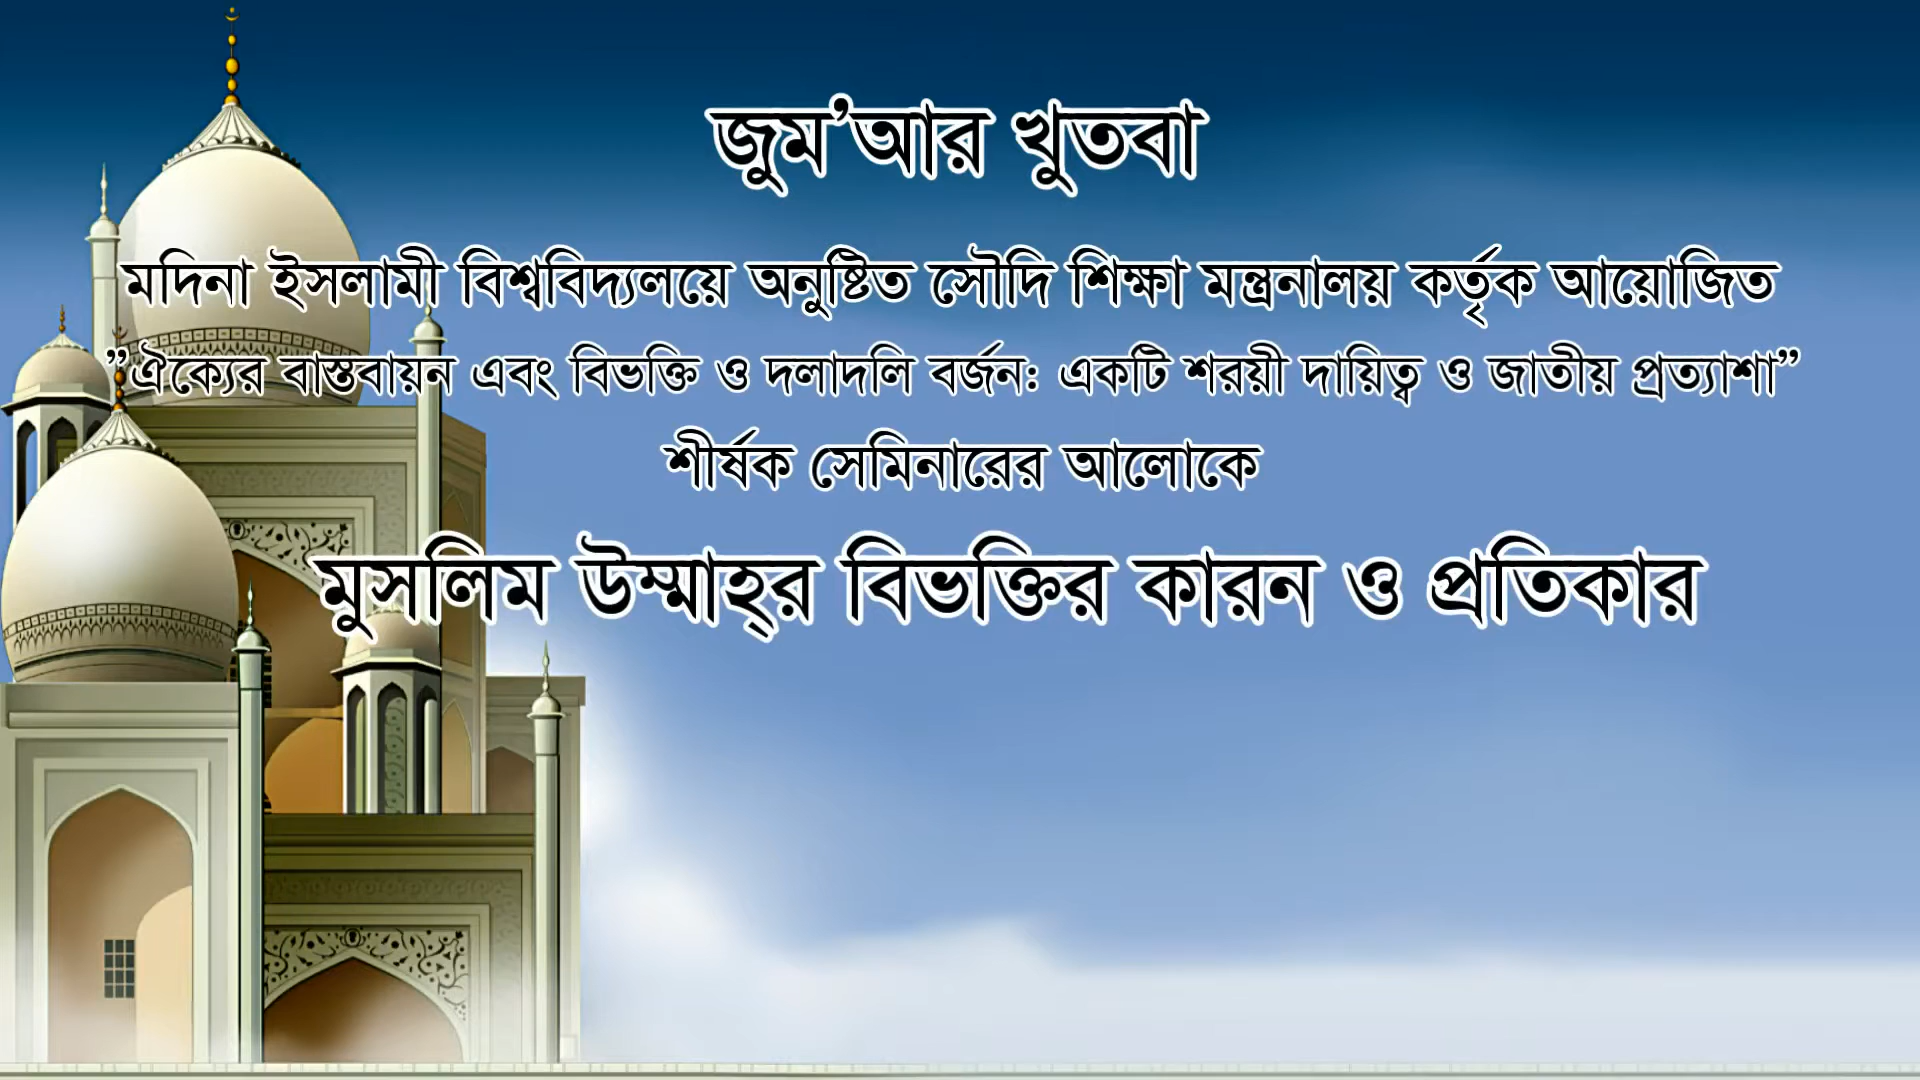 জুম’আর খুতবা
মদিনা ইসলামী বিশ্ববিদ্যলয়ে অনুষ্টিত সৌদি শিক্ষা মন্ত্রনালয় কর্তৃক আয়োজিত
”ঐক্যের বাস্তবায়ন এবং বিভক্তি ও দলাদলি বর্জন: একটি শরয়ী দায়িত্ব ও জাতীয় প্রত্যাশা”
শীর্ষক সেমিনারের আলোকে
মুসলিম উম্মাহ্‌র বিভক্তির কারন ও প্রতিকার